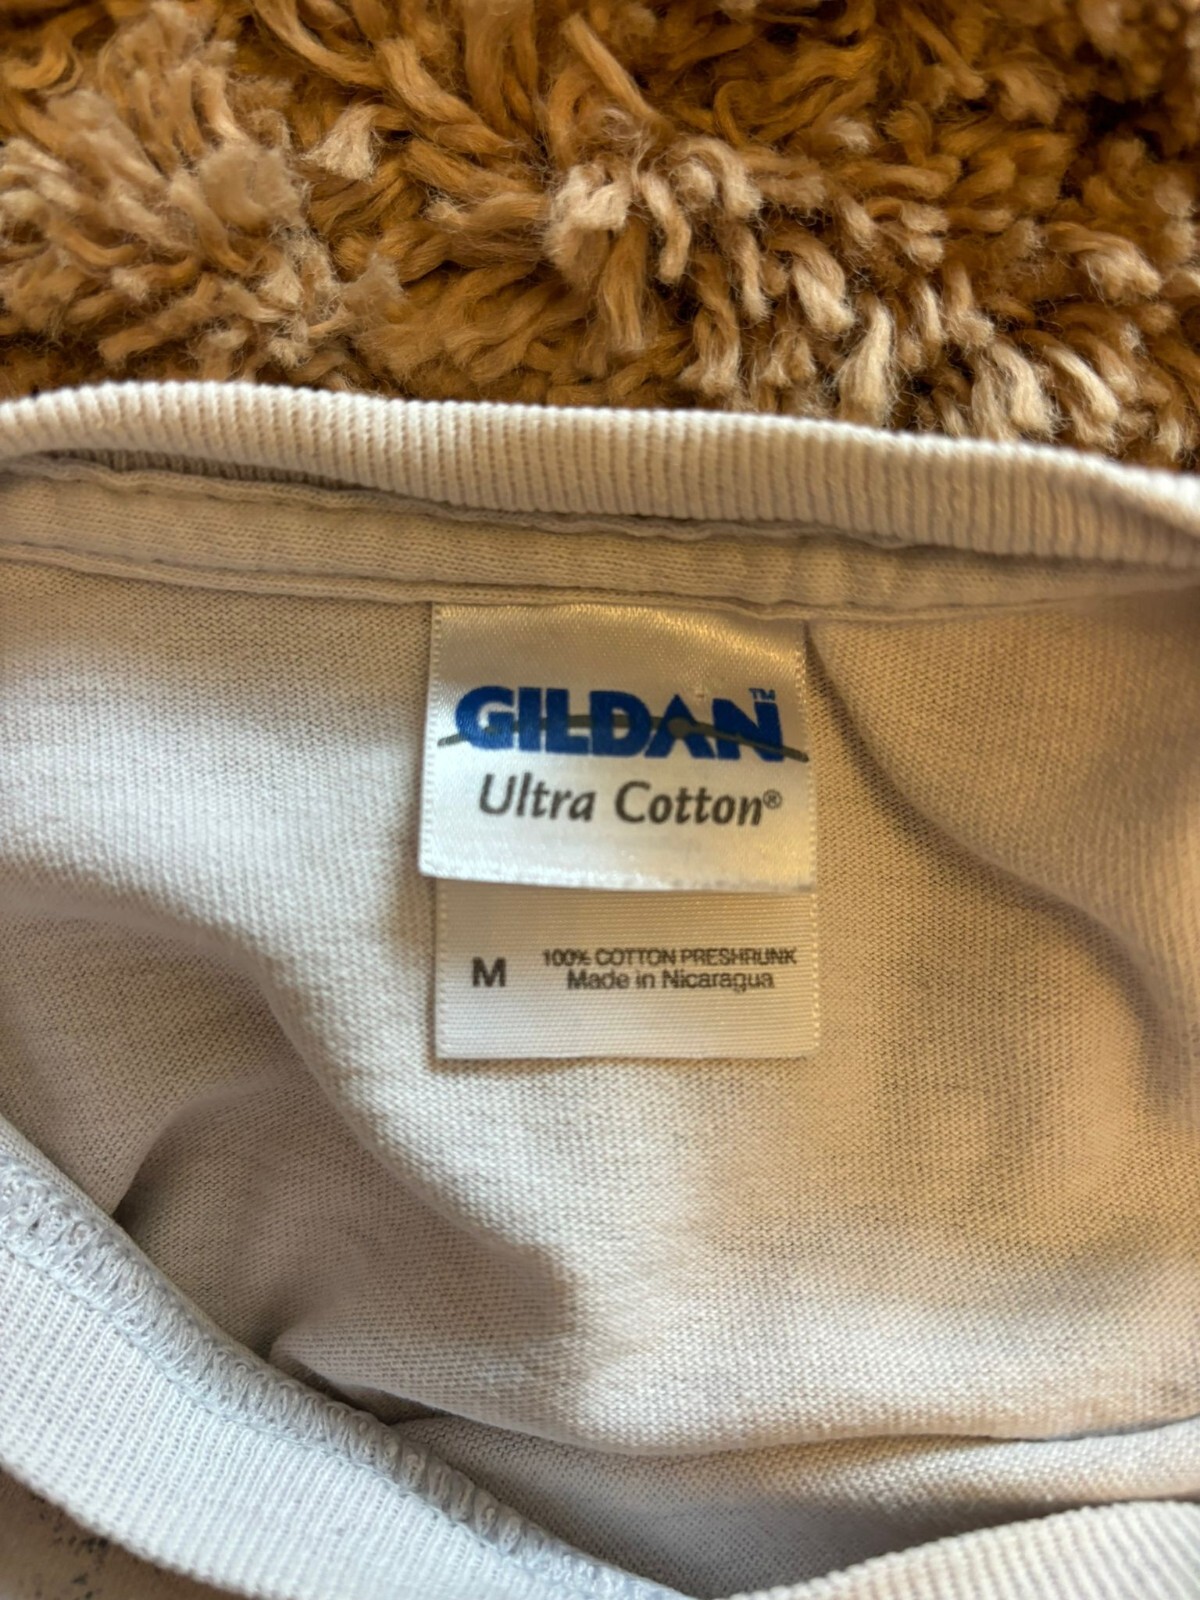 GILDAN™
Ultra Cotton®
M
100% COTTON PRESHRUNK
Made in Nicaragua